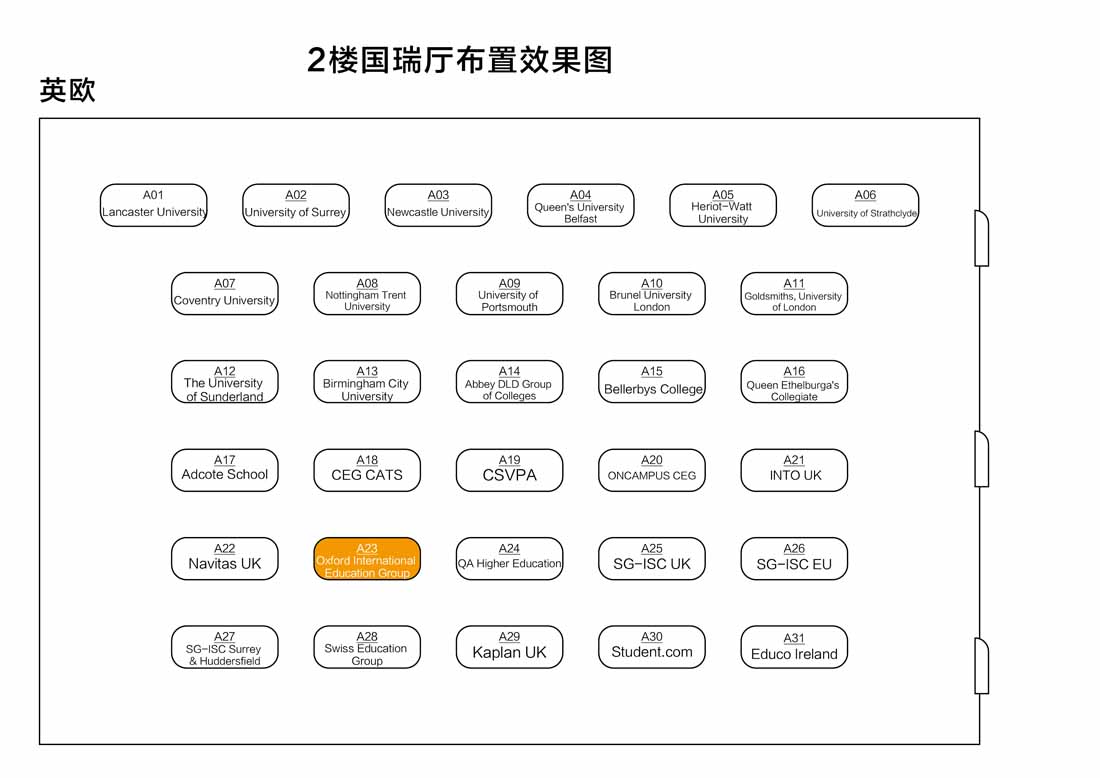 2楼国瑞厅布置效果图
英欧
A01
Lancaster University
A02
University of Surrey
A03
Newcastle University
A04
Queen's University
Belfast
A05
Heriot-Watt
University
A06
University of Strathclyde
A07
Coventry University
A08
Nottingham Trent
University
A09
University of
Portsmouth
A10
Brunel University
London
A11
Goldsmiths, University
of London
A12
The University
of Sunderland
A13
Birmingham City
University
A14
Abbey DLD Group
of Colleges
A15
Bellerbys College
A16
Queen Ethelburga's
Collegiate
A17
Adcote School
A18
CEG CATS
A19
CSVPA
A20
ONCAMPUS CEG
A21
INTO UK
A22
Navitas UK
A23
Oxford International
Education Group
A24
QA Higher Education
A25
SG-ISC UK
A26
SG-ISC EU
A27
SG-ISC Surrey
& Huddersfield
A28
Swiss Education
Group
A29
Kaplan UK
A30
Student.com
A31
Educo Ireland